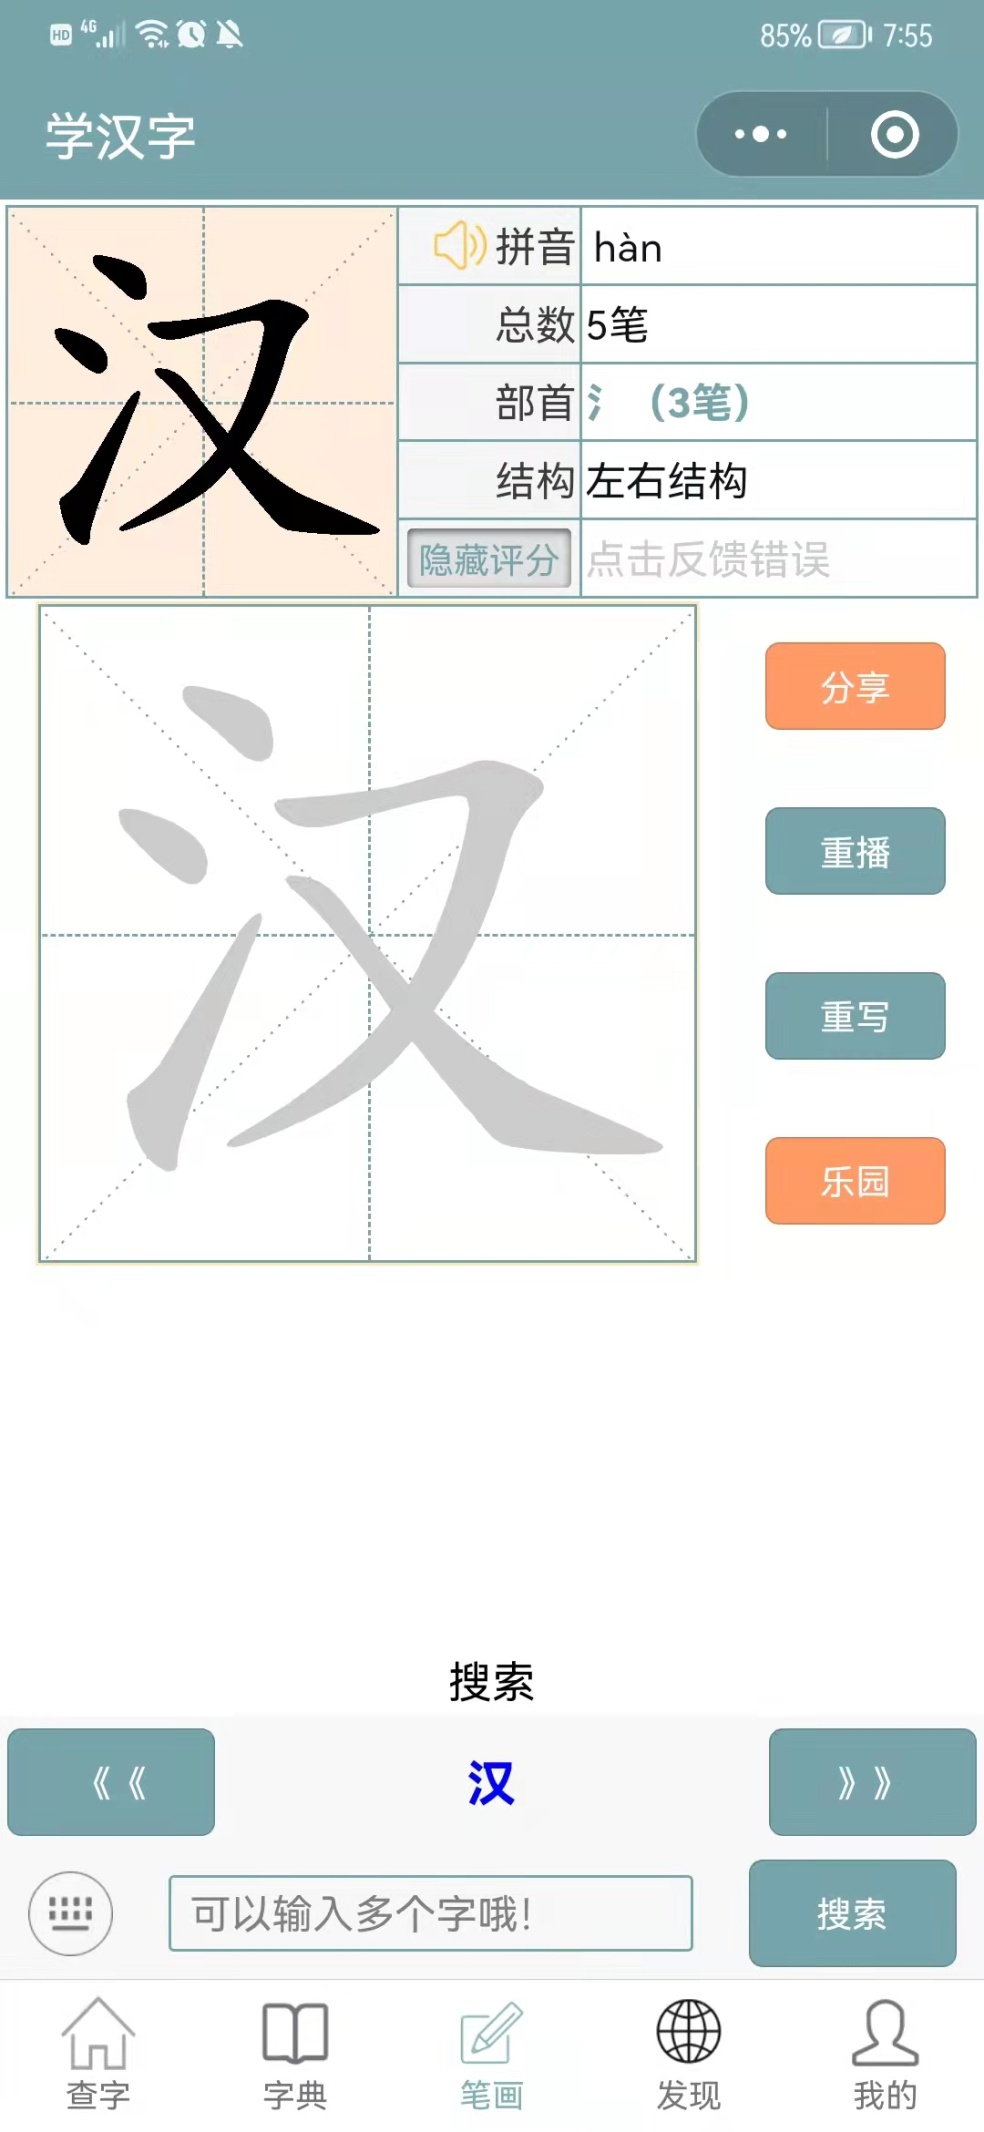 HD 4G 85% 7:55
学汉字
汉
拼音 hàn
总数 5笔
部首 氵（3笔）
结构 左右结构
隐藏评分 点击反馈错误
汉
分享
重播
重写
乐园
搜索
《《 汉 》》
可以输入多个字哦! 搜索
查字 字典 笔画 发现 我的